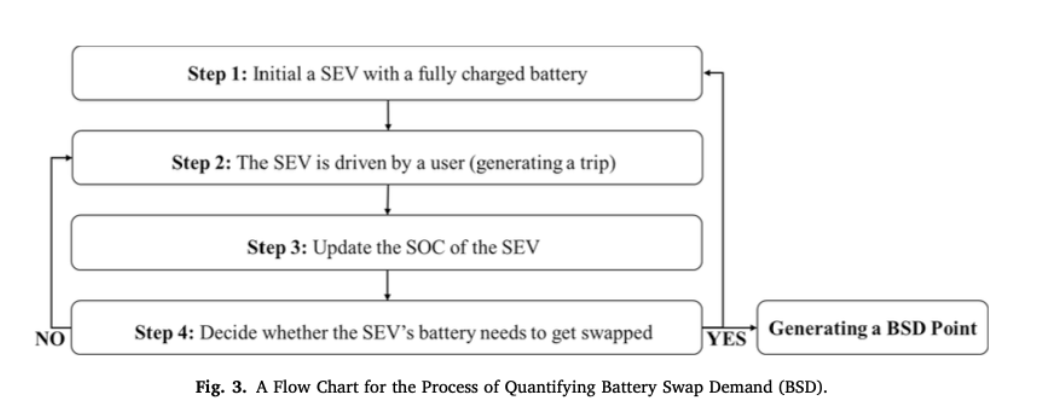 Step 1: Initial a SEV with a fully charged battery
Step 2: The SEV is driven by a user (generating a trip)
Step 3: Update the SOC of the SEV
NO
Step 4: Decide whether the SEV's battery needs to get swapped
YES
Generating a BSD Point
Fig. 3. A Flow Chart for the Process of Quantifying Battery Swap Demand (BSD).